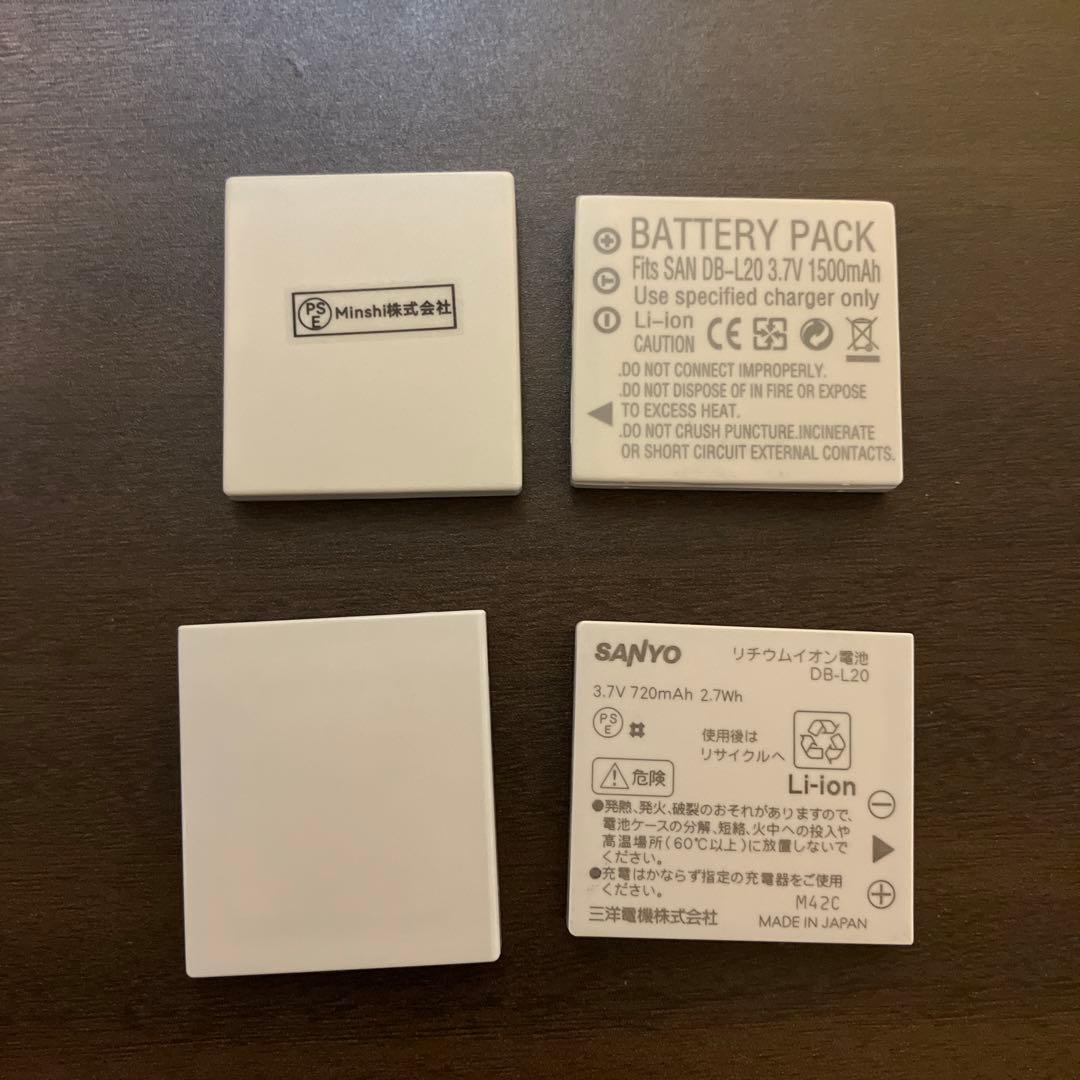 PSE Minshi株式会社
BATTERY PACK
Fits SAN DB-L20 3.7V 1500mAh
Use specified charger only
Li-ion
CAUTION
CE
.DO NOT CONNECT IMPROPERLY.
.DO NOT DISPOSE OF IN FIRE OR EXPOSE
TO EXCESS HEAT.
.DO NOT CRUSH PUNCTURE.INCINERATE
OR SHORT CIRCUIT EXTERNAL CONTACTS.
SANYO
リチウムイオン電池
DB-L20
3.7V 720mAh 2.7Wh
PSE
使用後は
リサイクルへ
Li-ion
危険
●発熱、発火、破裂のおそれがありますので、
電池ケースの分解、短絡、火中への投入や
高温場所(60℃以上)に放置しないで
ください。
●充電はかならず指定の充電器をご使用
ください。
M42C
三洋電機株式会社
MADE IN JAPAN